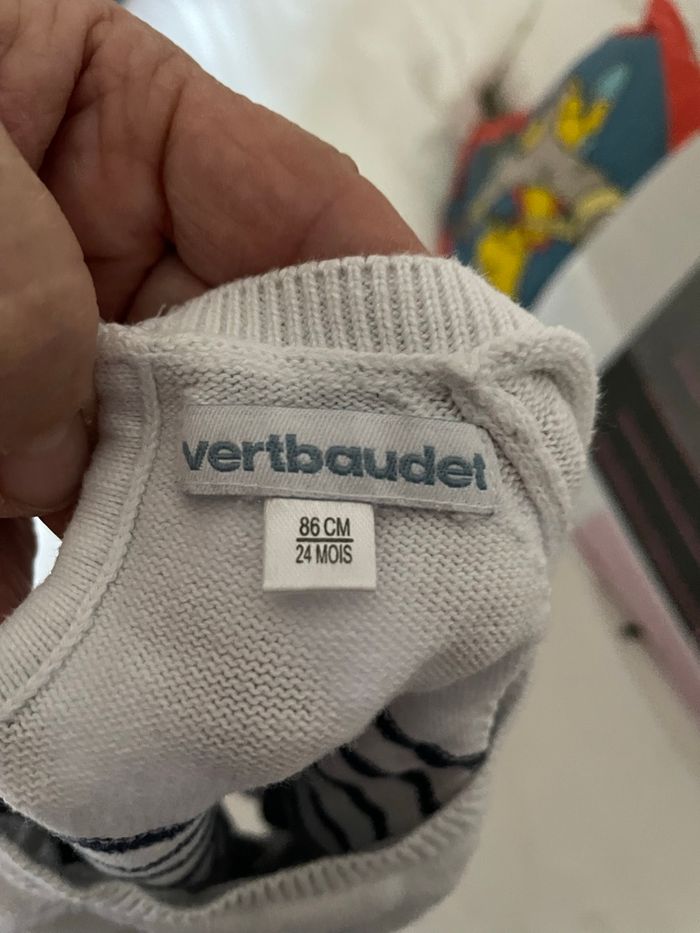 vertbaudet
86 CM
24 MOIS